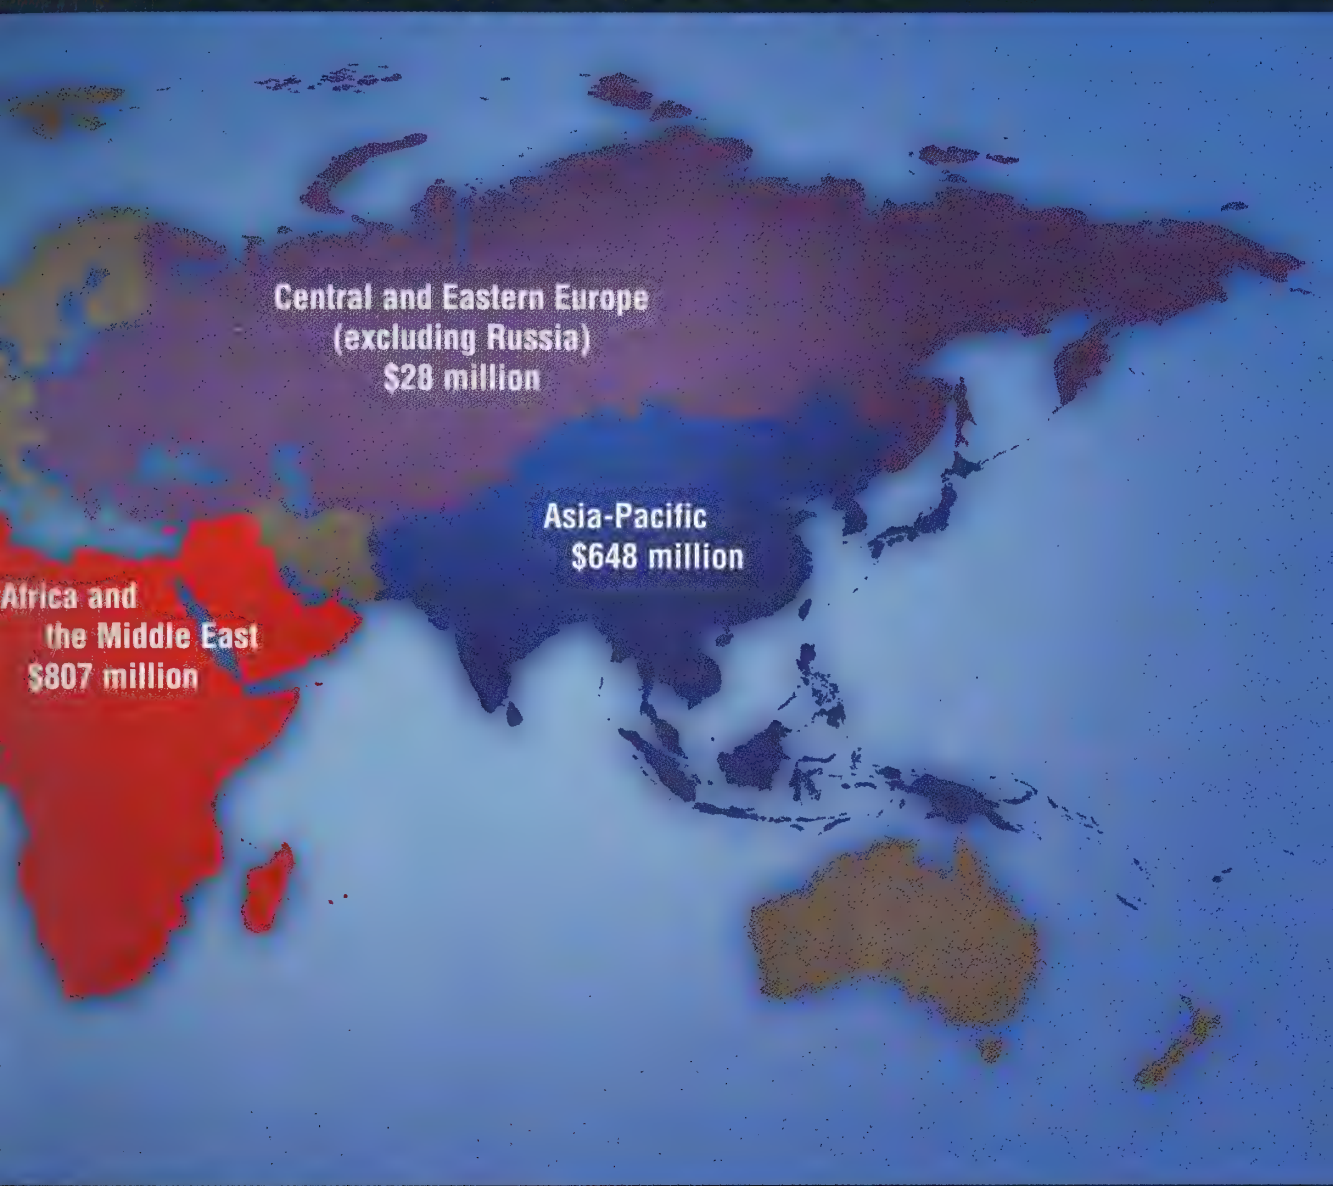 Central and Eastern Europe
(excluding Russia)
$28 million
Asia-Pacific
$648 million
Africa and
the Middle East
$807 million